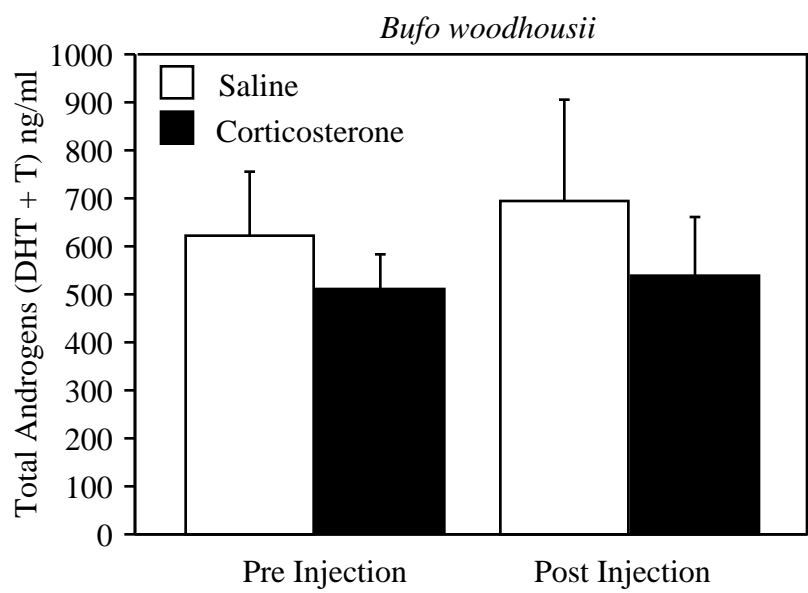 Bufo woodhousii
Total Androgens (DHT + T) ng/ml
1000
900
800
700
600
500
400
300
200
100
0
Saline
Corticosterone
Pre Injection
Post Injection